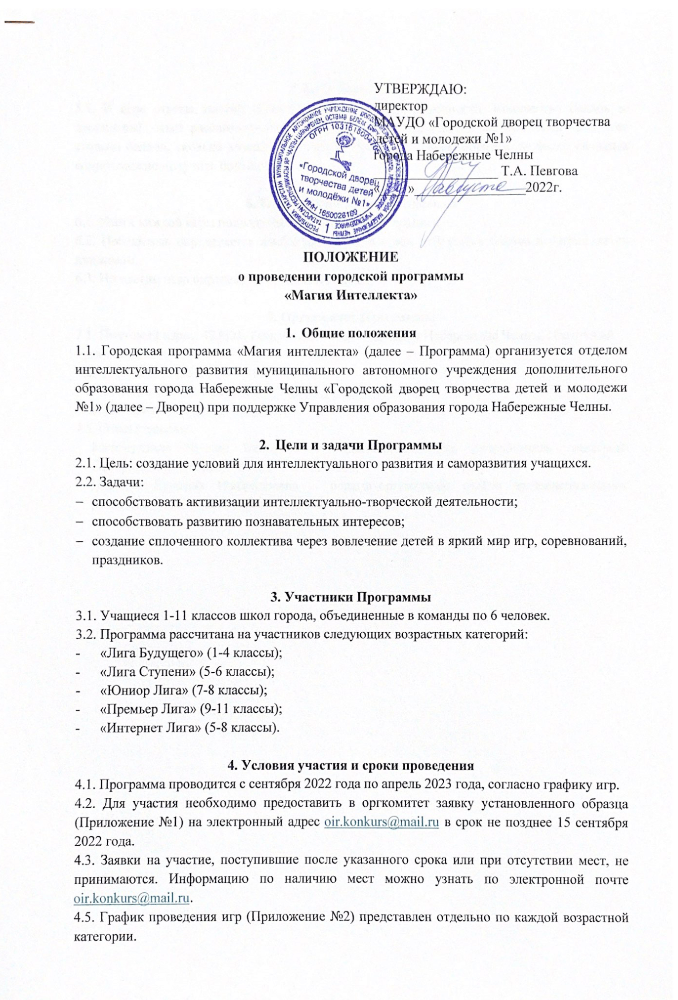 УТВЕРЖДАЮ:
директор
МАУДО «Городской дворец творчества
детей и молодежи №1»
города Набережные Челны
Т.А. Певгова
« » августа 2022г.
ОГРН
«Городской дворец
творчества детей
и молодёжи №1»
ИНН 1650028189
1
ПОЛОЖЕНИЕ
о проведении городской программы
«Магия Интеллекта»
1. Общие положения
1.1. Городская программа «Магия интеллекта» (далее – Программа) организуется отделом
интеллектуального развития муниципального автономного учреждения дополнительного
образования города Набережные Челны «Городской дворец творчества детей и молодежи
№1» (далее – Дворец) при поддержке Управления образования города Набережные Челны.
2. Цели и задачи Программы
2.1. Цель: создание условий для интеллектуального развития и саморазвития учащихся.
2.2. Задачи:
– способствовать активизации интеллектуально-творческой деятельности;
– способствовать развитию познавательных интересов;
– создание сплоченного коллектива через вовлечение детей в яркий мир игр, соревнований,
праздников.
3. Участники Программы
3.1. Учащиеся 1-11 классов школ города, объединенные в команды по 6 человек.
3.2. Программа рассчитана на участников следующих возрастных категорий:
- «Лига Будущего» (1-4 классы);
- «Лига Ступени» (5-6 классы);
- «Юниор Лига» (7-8 классы);
- «Премьер Лига» (9-11 классы);
- «Интернет Лига» (5-8 классы).
4. Условия участия и сроки проведения
4.1. Программа проводится с сентября 2022 года по апрель 2023 года, согласно графику игр.
4.2. Для участия необходимо предоставить в оргкомитет заявку установленного образца
(Приложение №1) на электронный адрес oir.konkurs@mail.ru в срок не позднее 15 сентября
2022 года.
4.3. Заявки на участие, поступившие после указанного срока или при отсутствии мест, не
принимаются. Информацию по наличию мест можно узнать по электронной почте
oir.konkurs@mail.ru.
4.5. График проведения игр (Приложение №2) представлен отдельно по каждой возрастной
категории.